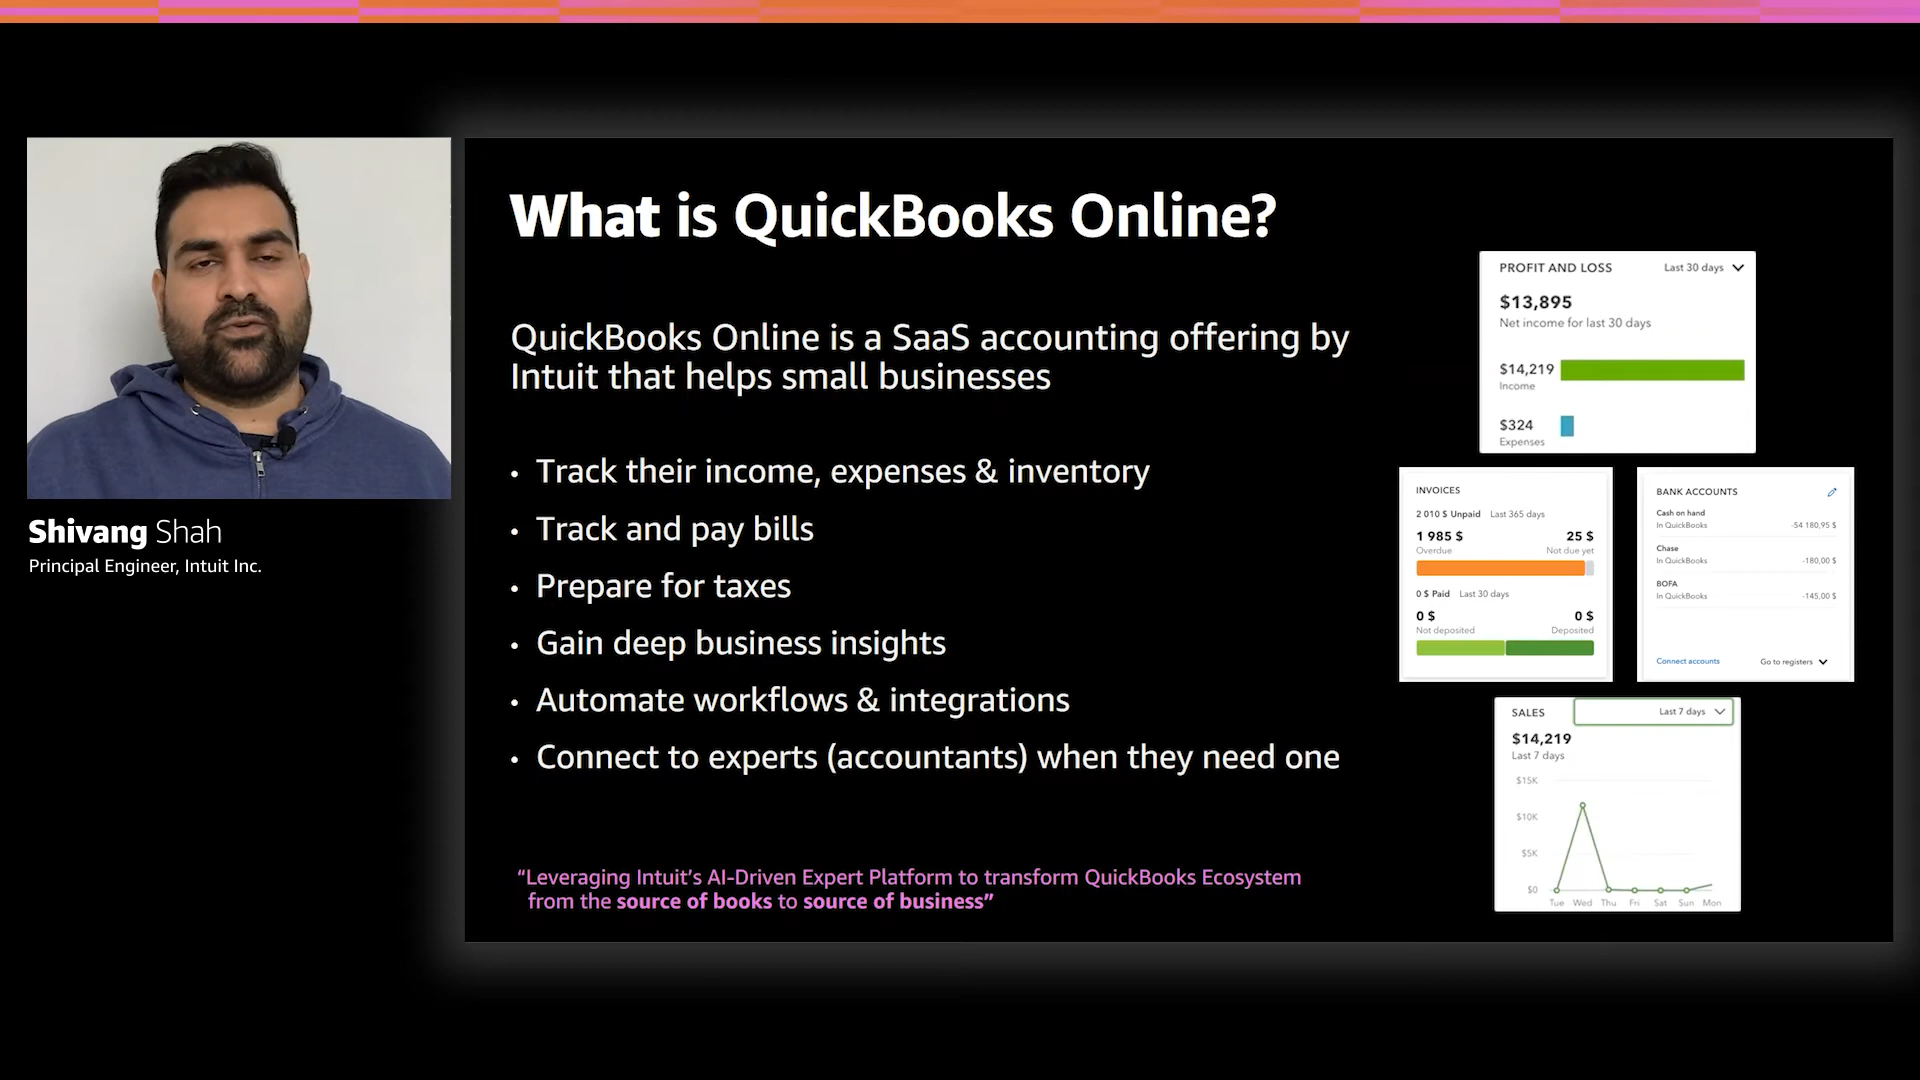 Shivang Shah
Principal Engineer, Intuit Inc.
What is QuickBooks Online?
QuickBooks Online is a SaaS accounting offering by
Intuit that helps small businesses
• Track their income, expenses & inventory
• Track and pay bills
• Prepare for taxes
• Gain deep business insights
• Automate workflows & integrations
• Connect to experts (accountants) when they need one
“Leveraging Intuit’s AI-Driven Expert Platform to transform QuickBooks Ecosystem
from the source of books to source of business”
PROFIT AND LOSS Last 30 days
$13,895
Net income for last 30 days
$14,219
Income
$324
Expenses
INVOICES
2 010 $ Unpaid Last 365 days
1 985 $ 25 $
Overdue Not due yet
0 $ Paid Last 30 days
0 $ 0 $
Not deposited Deposited
BANK ACCOUNTS
Cash on hand
In QuickBooks -54 180,95 $
Chase
In QuickBooks -180,00 $
BOFA
In QuickBooks -145,00 $
Connect accounts Go to registers
SALES Last 7 days
$14,219
Last 7 days
$15K
$10K
$5K
$0
Tue Wed Thu Fri Sat Sun Mon